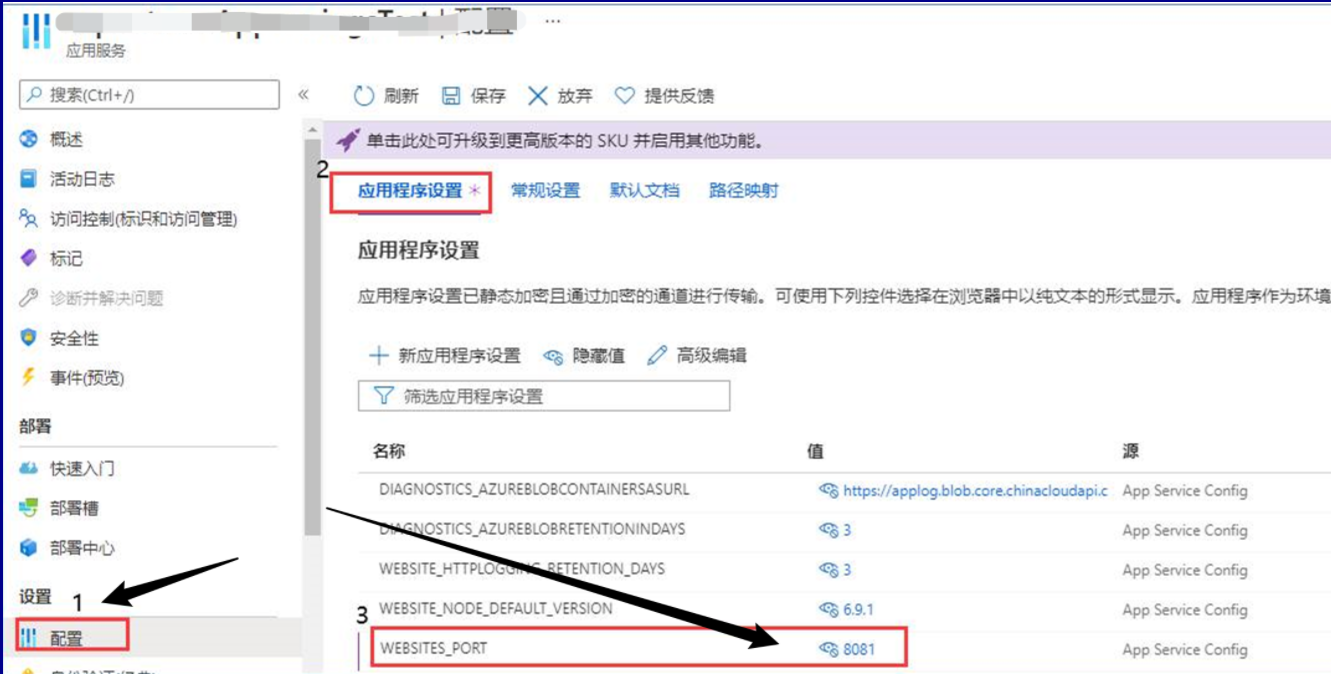 配置
...
应用服务
搜索(Ctrl+/)
«
刷新 保存 放弃 提供反馈
概述
活动日志
访问控制(标识和访问管理)
标记
诊断并解决问题
安全性
事件(预览)
部署
快速入门
部署槽
部署中心
设置
1
配置
单击此处可升级到更高版本的 SKU 并启用其他功能。
2
应用程序设置 * 常规设置 默认文档 路径映射
应用程序设置
应用程序设置已静态加密且通过加密的通道进行传输。可使用下列控件选择在浏览器中以纯文本的形式显示。应用程序作为环境
新应用程序设置 隐藏值 高级编辑
筛选应用程序设置
名称 值 源
DIAGNOSTICS_AZUREBLOBCONTAINERSASURL https://applog.blob.core.chinacloudapi.c App Service Config
DIAGNOSTICS_AZUREBLOBRETENTIONINDAYS 3 App Service Config
WEBSITE_HTTPLOGGING_RETENTION_DAYS 3 App Service Config
WEBSITE_NODE_DEFAULT_VERSION 6.9.1 App Service Config
3
WEBSITES_PORT 8081 App Service Config